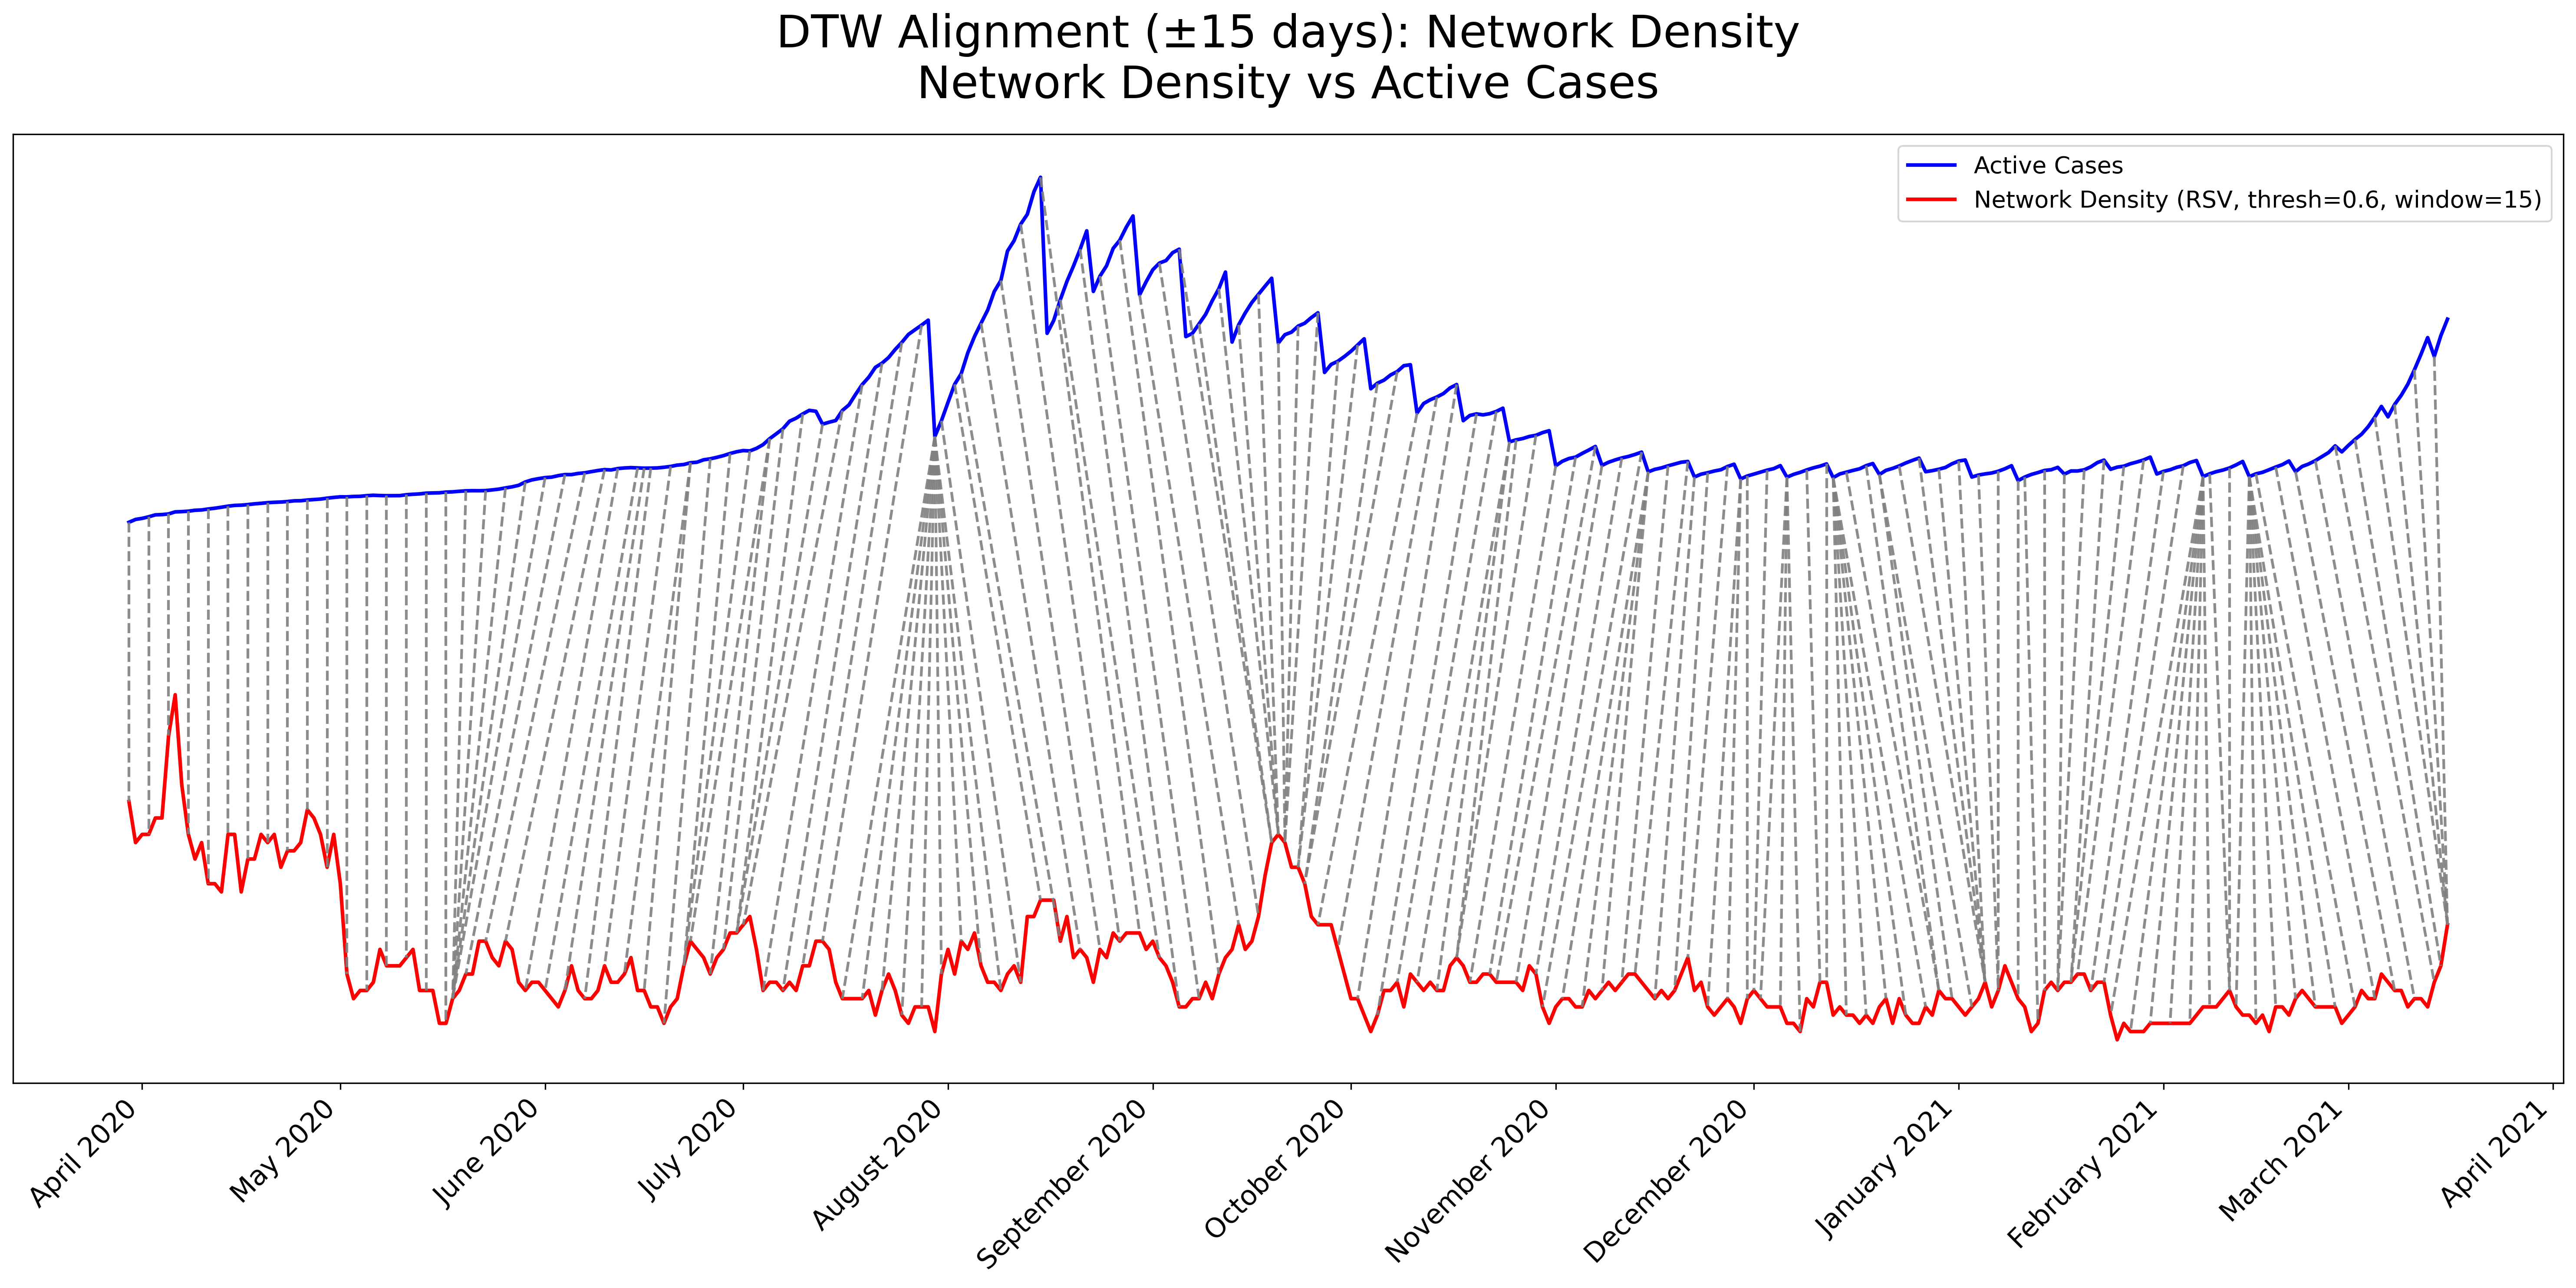 DTW Alignment (±15 days): Network Density
Network Density vs Active Cases
Active Cases
Network Density (RSV, thresh=0.6, window=15)
April 2020
May 2020
June 2020
July 2020
August 2020
September 2020
October 2020
November 2020
December 2020
January 2021
February 2021
March 2021
April 2021